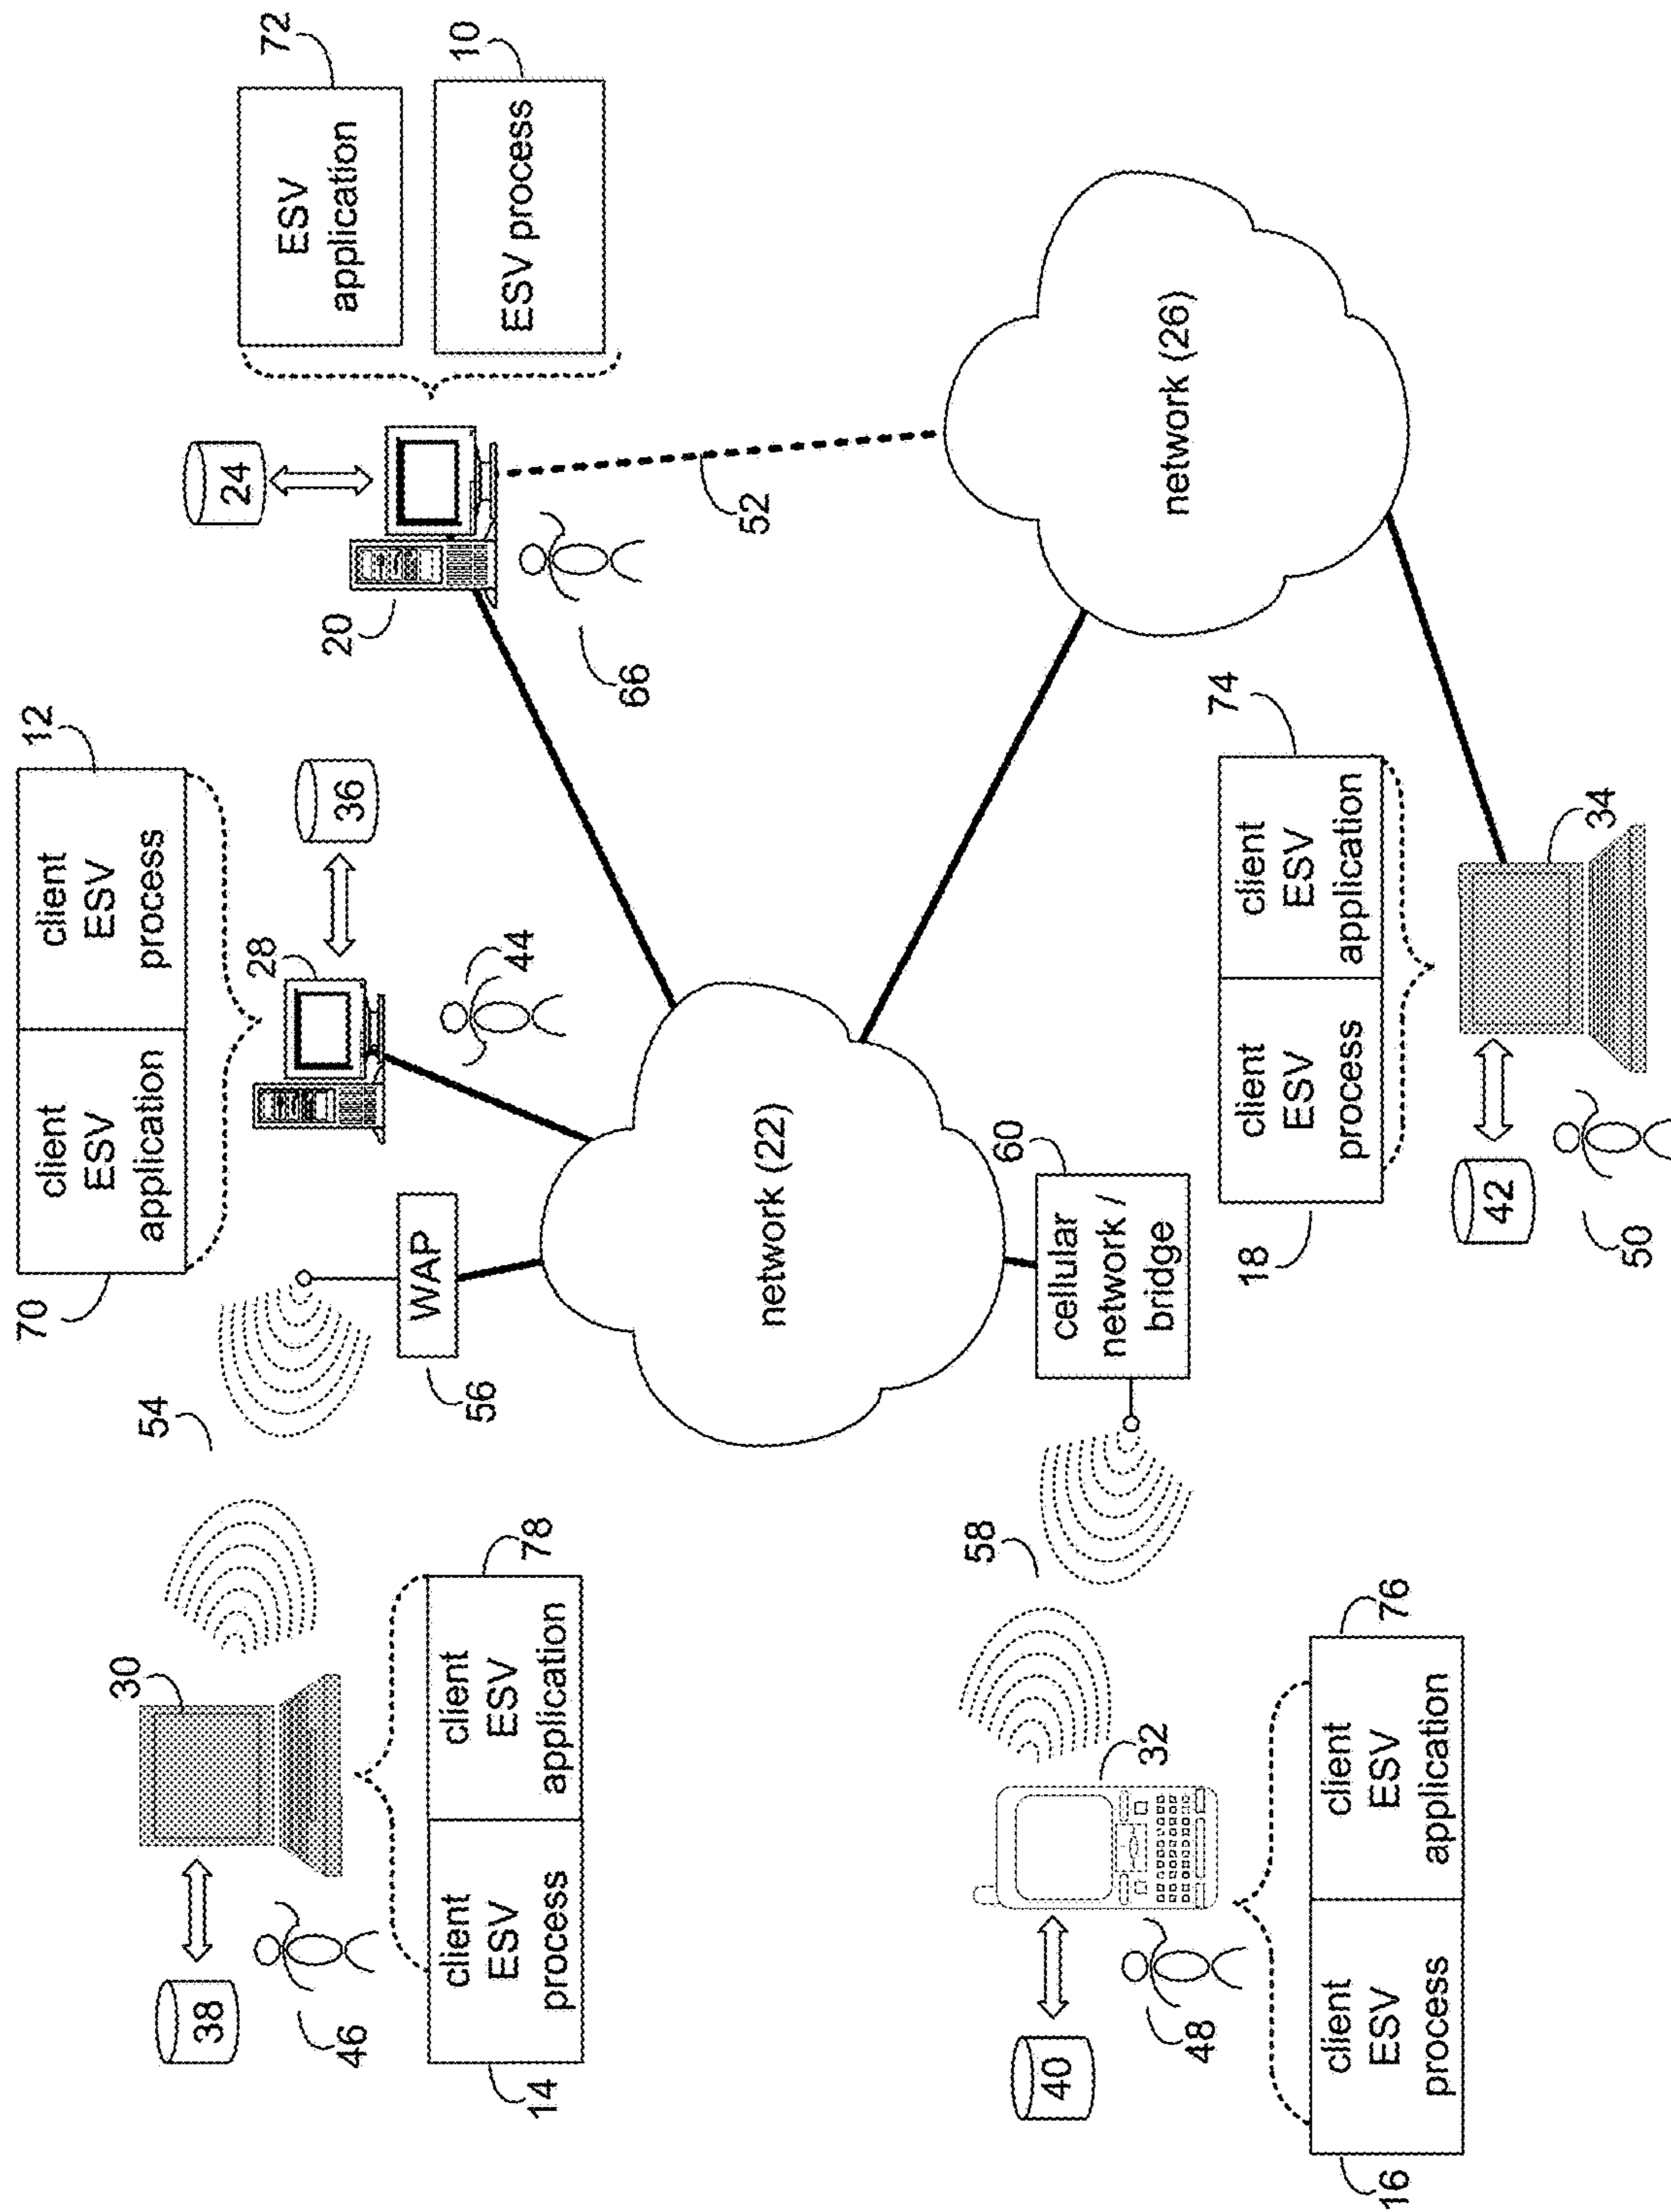 70
client
ESV
application
client
ESV
process
12
38
30
54
28
36
24
ESV
application
72
46
20
14
client
ESV
process
client
ESV
application
78
56
WAP
44
66
ESV process
10
network (22)
52
40
48
32
58
cellular
network /
bridge
60
network (26)
16
client
ESV
process
client
ESV
application
76
18
client
ESV
process
client
ESV
application
74
42
50
34